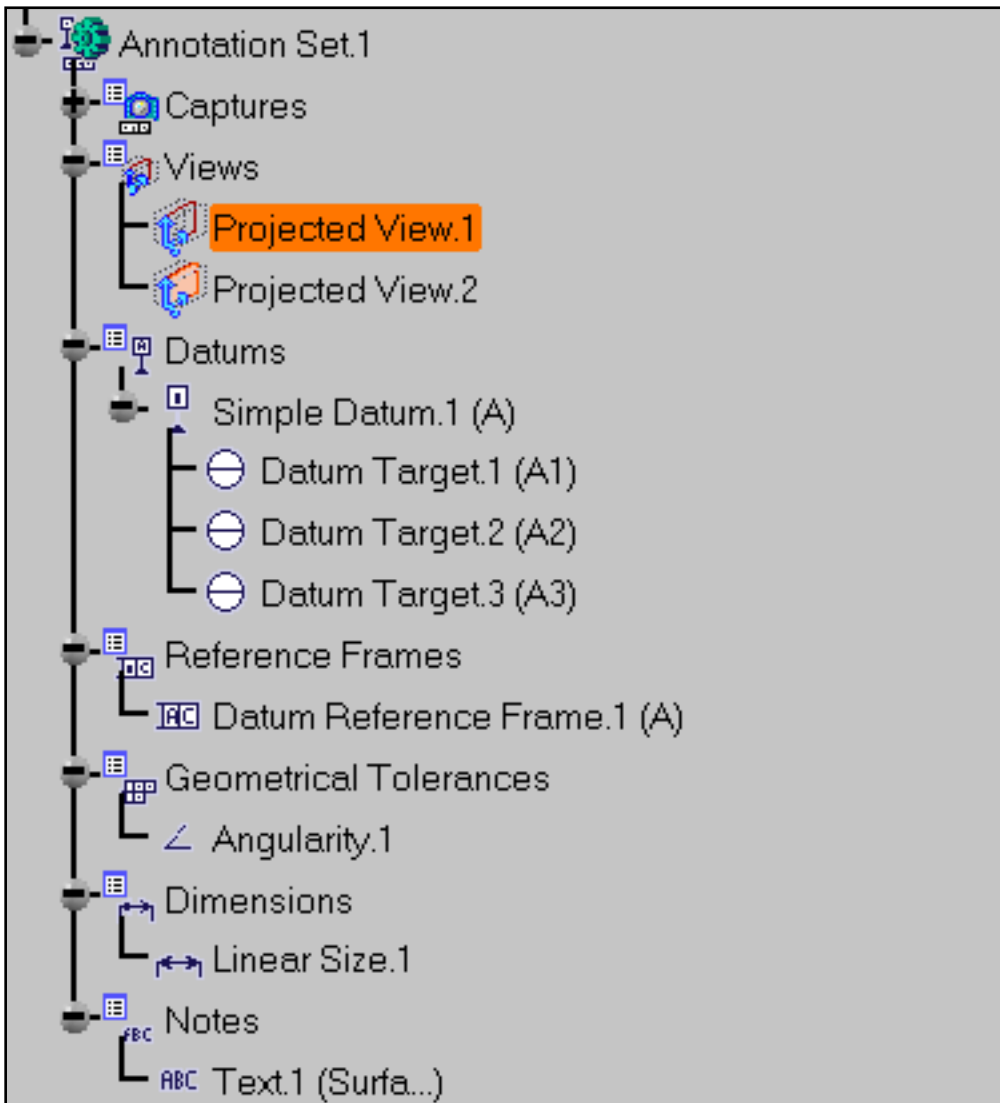 Annotation Set.1
Captures
Views
Projected View.1
Projected View.2
Datums
Simple Datum.1 (A)
Datum Target.1 (A1)
Datum Target.2 (A2)
Datum Target.3 (A3)
Reference Frames
Datum Reference Frame.1 (A)
Geometrical Tolerances
Angularity.1
Dimensions
Linear Size.1
Notes
ABC Text.1 (Surfa...)